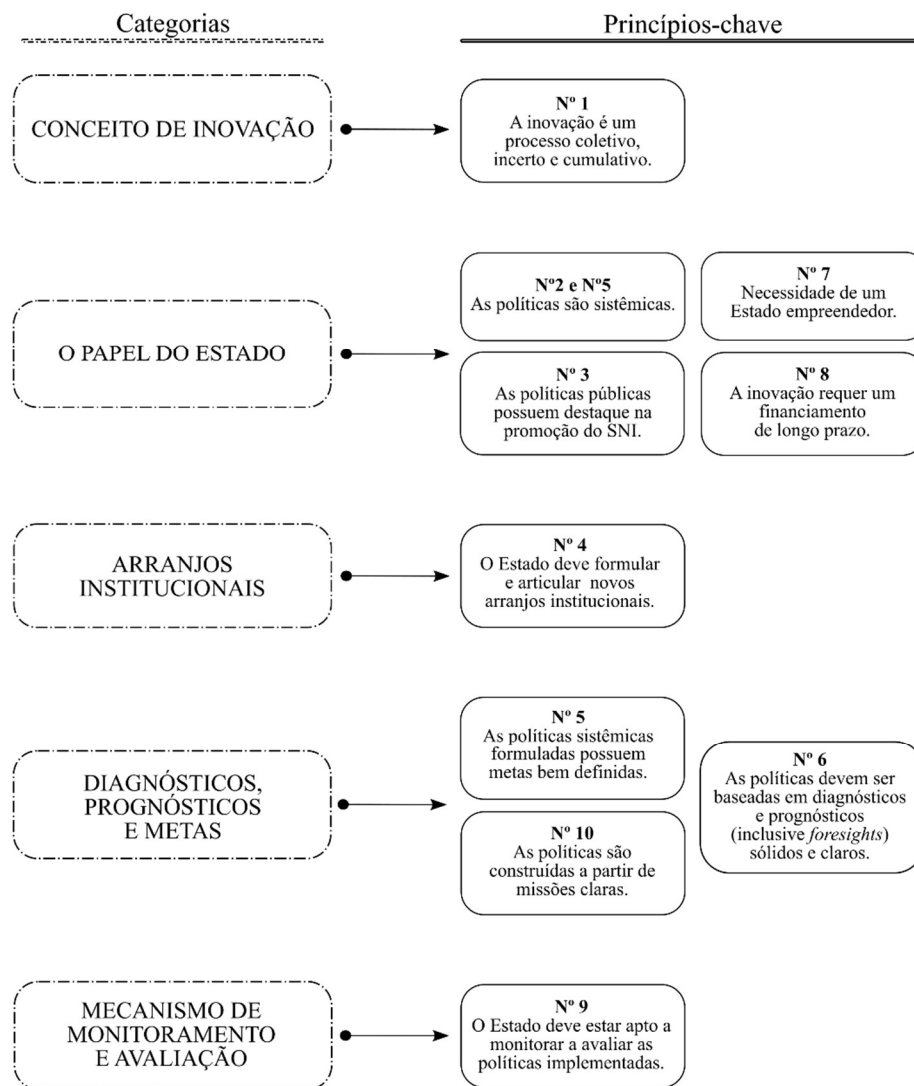 Categorias
Princípios-chave
CONCEITO DE INOVAÇÃO
Nº 1
A inovação é um
processo coletivo,
incerto e cumulativo.
O PAPEL DO ESTADO
Nº2 e Nº5
As políticas são sistêmicas.
Nº 7
Necessidade de um
Estado empreendedor.
Nº 3
As políticas públicas
possuem destaque na
promoção do SNI.
Nº 8
A inovação requer um
financiamento
de longo prazo.
ARRANJOS
INSTITUCIONAIS
Nº 4
O Estado deve formular
e articular novos
arranjos institucionais.
DIAGNÓSTICOS,
PROGNÓSTICOS
E METAS
Nº 5
As políticas sistêmicas
formuladas possuem
metas bem definidas.
Nº 6
As políticas devem ser
baseadas em diagnósticos
e prognósticos
(inclusive foresights)
sólidos e claros.
Nº 10
As políticas são
construídas a partir de
missões claras.
MECANISMO DE
MONITORAMENTO
E AVALIAÇÃO
Nº 9
O Estado deve estar apto a
monitorar a avaliar as
políticas implementadas.